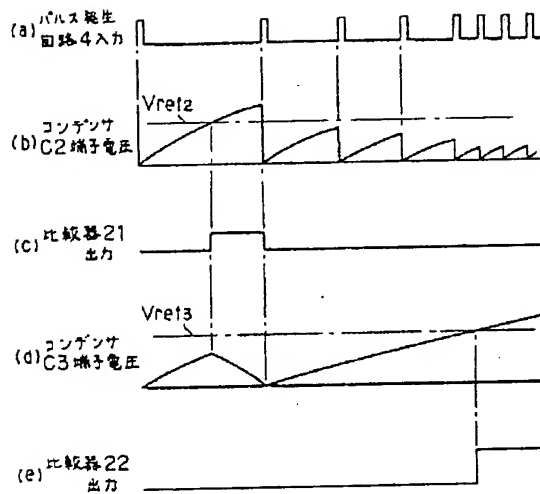 (a) パルス発生
回路4入力
Vref2
(b) コンデンサ
C2端子電圧
(c) 比較器21
出力
Vref3
(d) コンデンサ
C3端子電圧
(e) 比較器22
出力